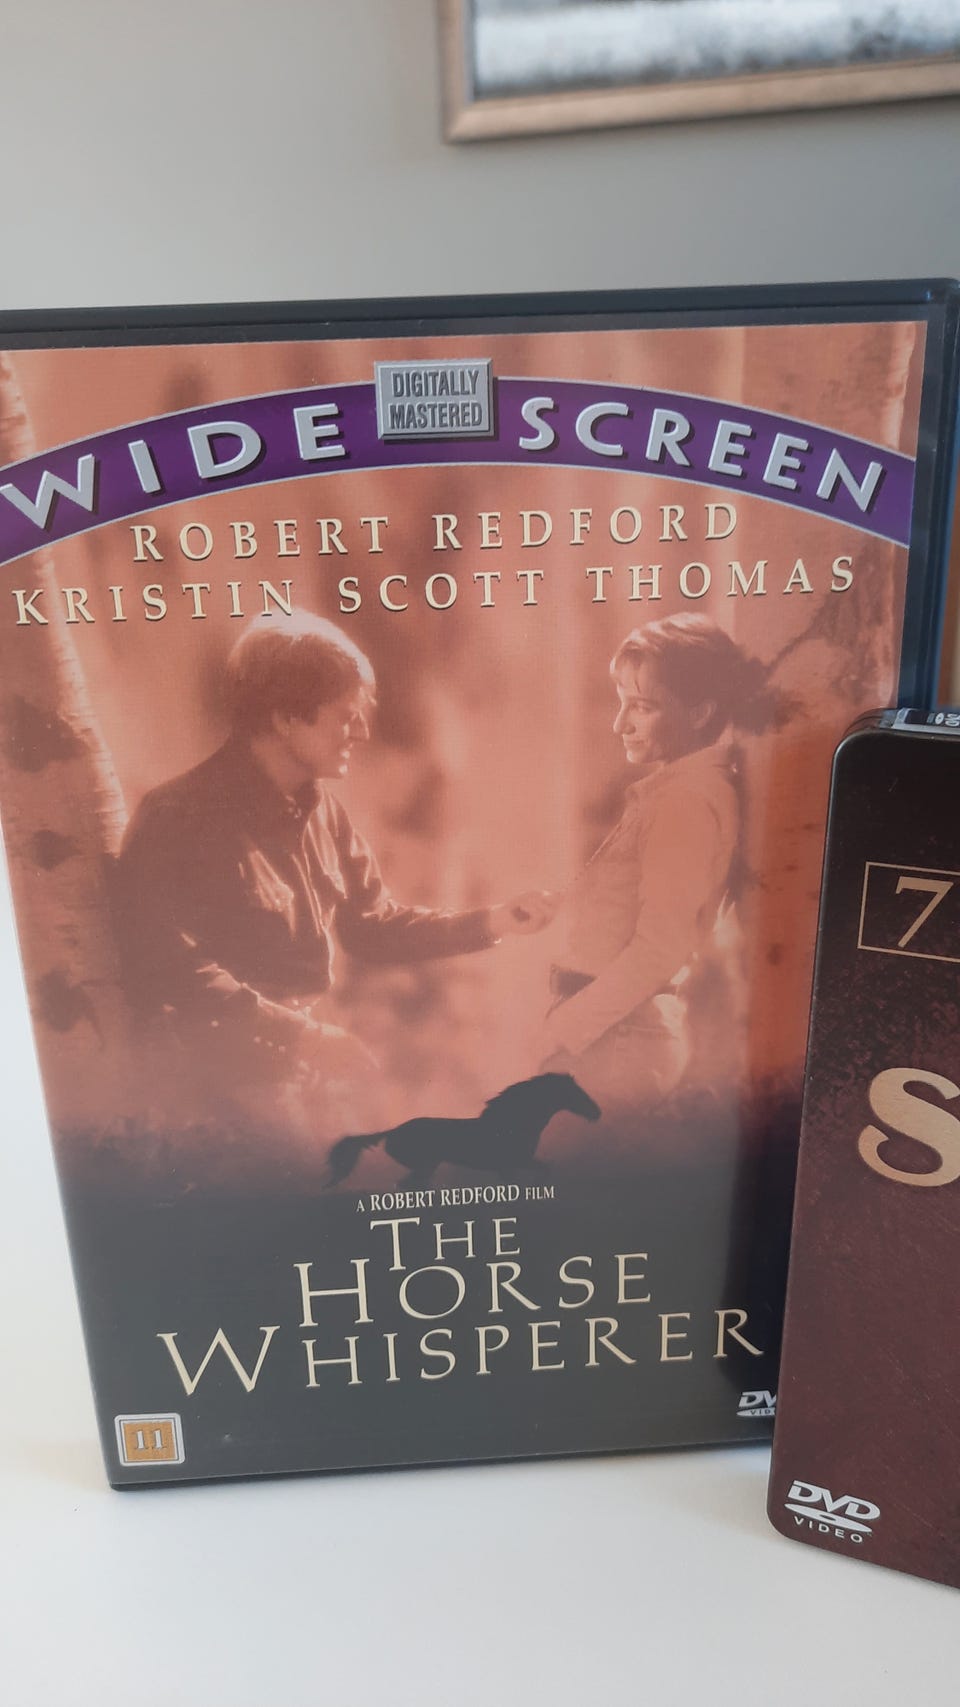 WIDE SCREEN
DIGITALLY
MASTERED
ROBERT REDFORD
KRISTIN SCOTT THOMAS
A ROBERT REDFORD FILM
THE
HORSE
WHISPERER
11
DVD
VIDEO
7
S
DVD
VIDEO